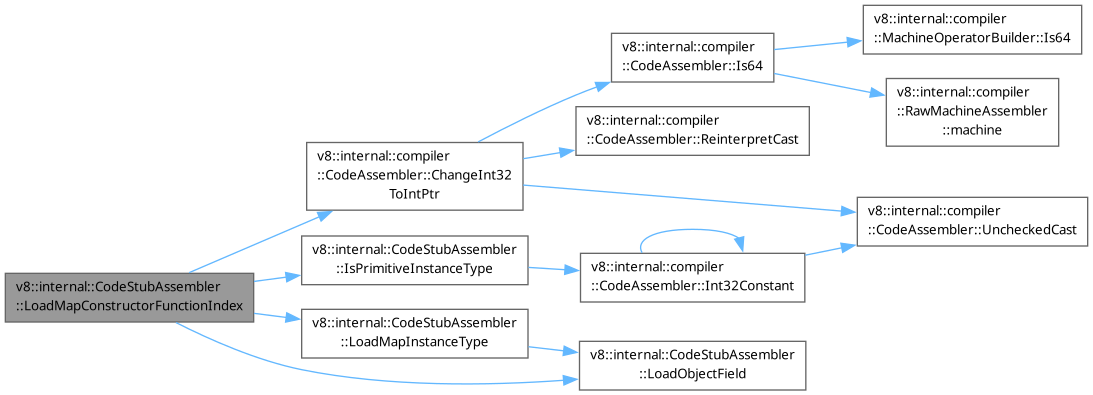 v8::internal::compiler
::MachineOperatorBuilder::Is64
v8::internal::compiler
::CodeAssembler::Is64
v8::internal::compiler
::RawMachineAssembler
::machine
v8::internal::compiler
::CodeAssembler::ReinterpretCast
v8::internal::compiler
::CodeAssembler::ChangeInt32
ToIntPtr
v8::internal::compiler
::CodeAssembler::UncheckedCast
v8::internal::CodeStubAssembler
::IsPrimitiveInstanceType
v8::internal::compiler
::CodeAssembler::Int32Constant
v8::internal::CodeStubAssembler
::LoadMapConstructorFunctionIndex
v8::internal::CodeStubAssembler
::LoadMapInstanceType
v8::internal::CodeStubAssembler
::LoadObjectField